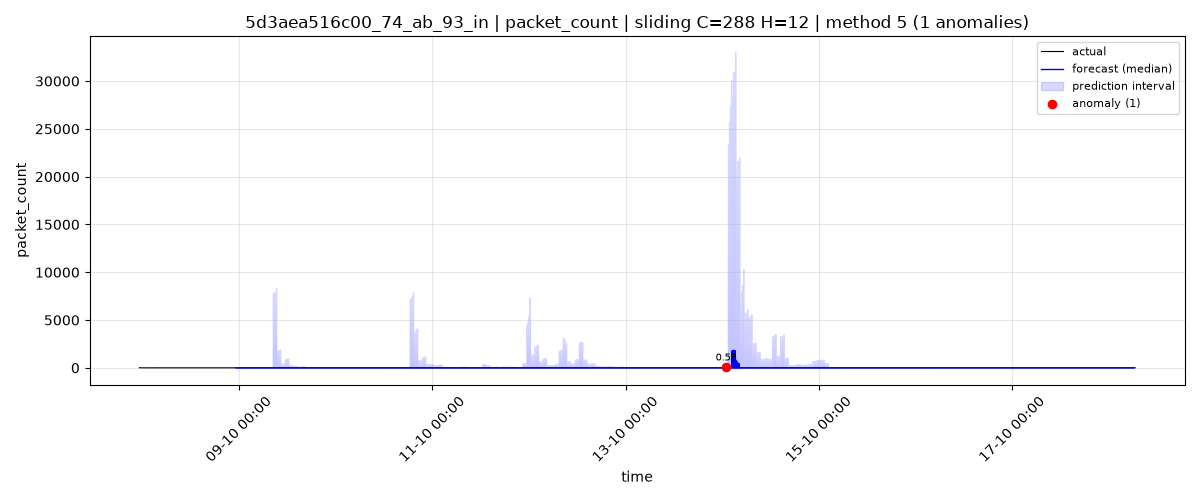 5d3aea516c00_74_ab_93_in | packet_count | sliding C=288 H=12 | method 5 (1 anomalies)
actual
forecast (median)
prediction interval
anomaly (1)
30000
25000
20000
15000
10000
5000
0
packet_count
09-10 00:00
11-10 00:00
13-10 00:00
15-10 00:00
17-10 00:00
time